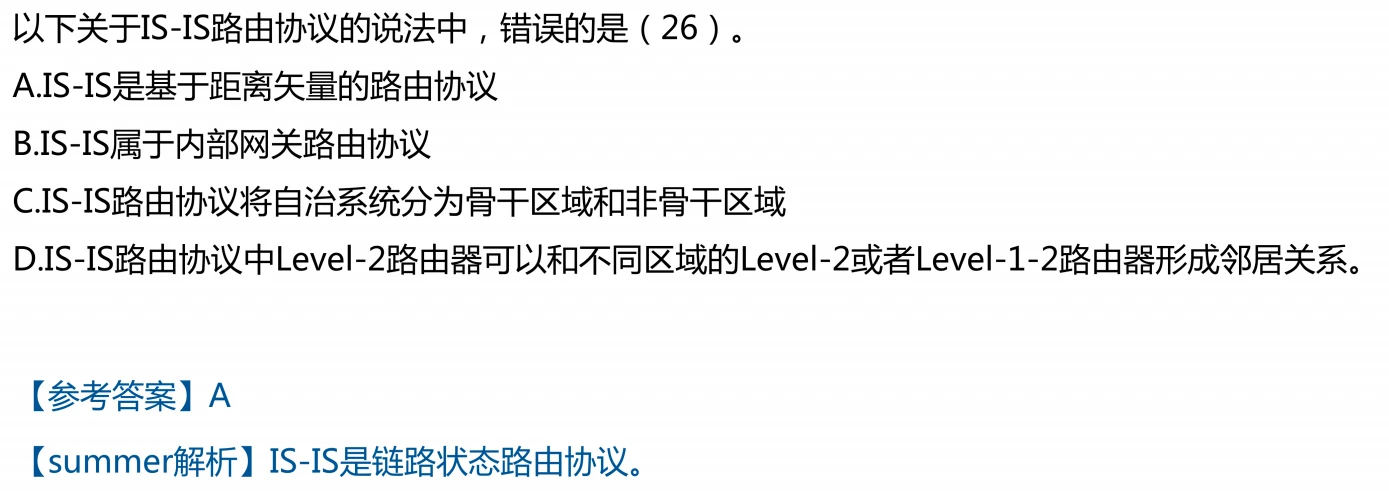 以下关于IS-IS路由协议的说法中，错误的是（26）。
A.IS-IS是基于距离矢量的路由协议
B.IS-IS属于内部网关路由协议
C.IS-IS路由协议将自治系统分为骨干区域和非骨干区域
D.IS-IS路由协议中Level-2路由器可以和不同区域的Level-2或者Level-1-2路由器形成邻居关系。
【参考答案】A
【summer解析】IS-IS是链路状态路由协议。